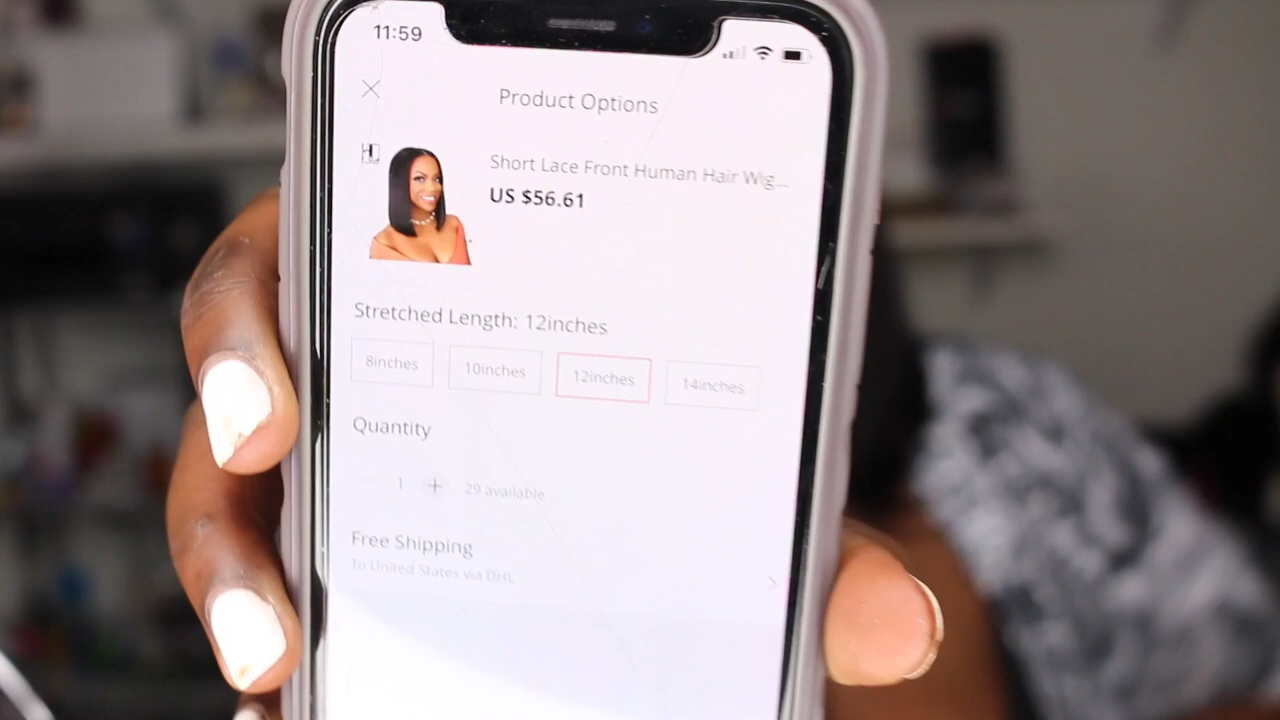 11:59
Product Options
Short Lace Front Human Hair Wig...
US $56.61
Stretched Length: 12inches
8inches 10inches 12inches 14inches
Quantity
1 + 29 available
Free Shipping
To United States via DHL